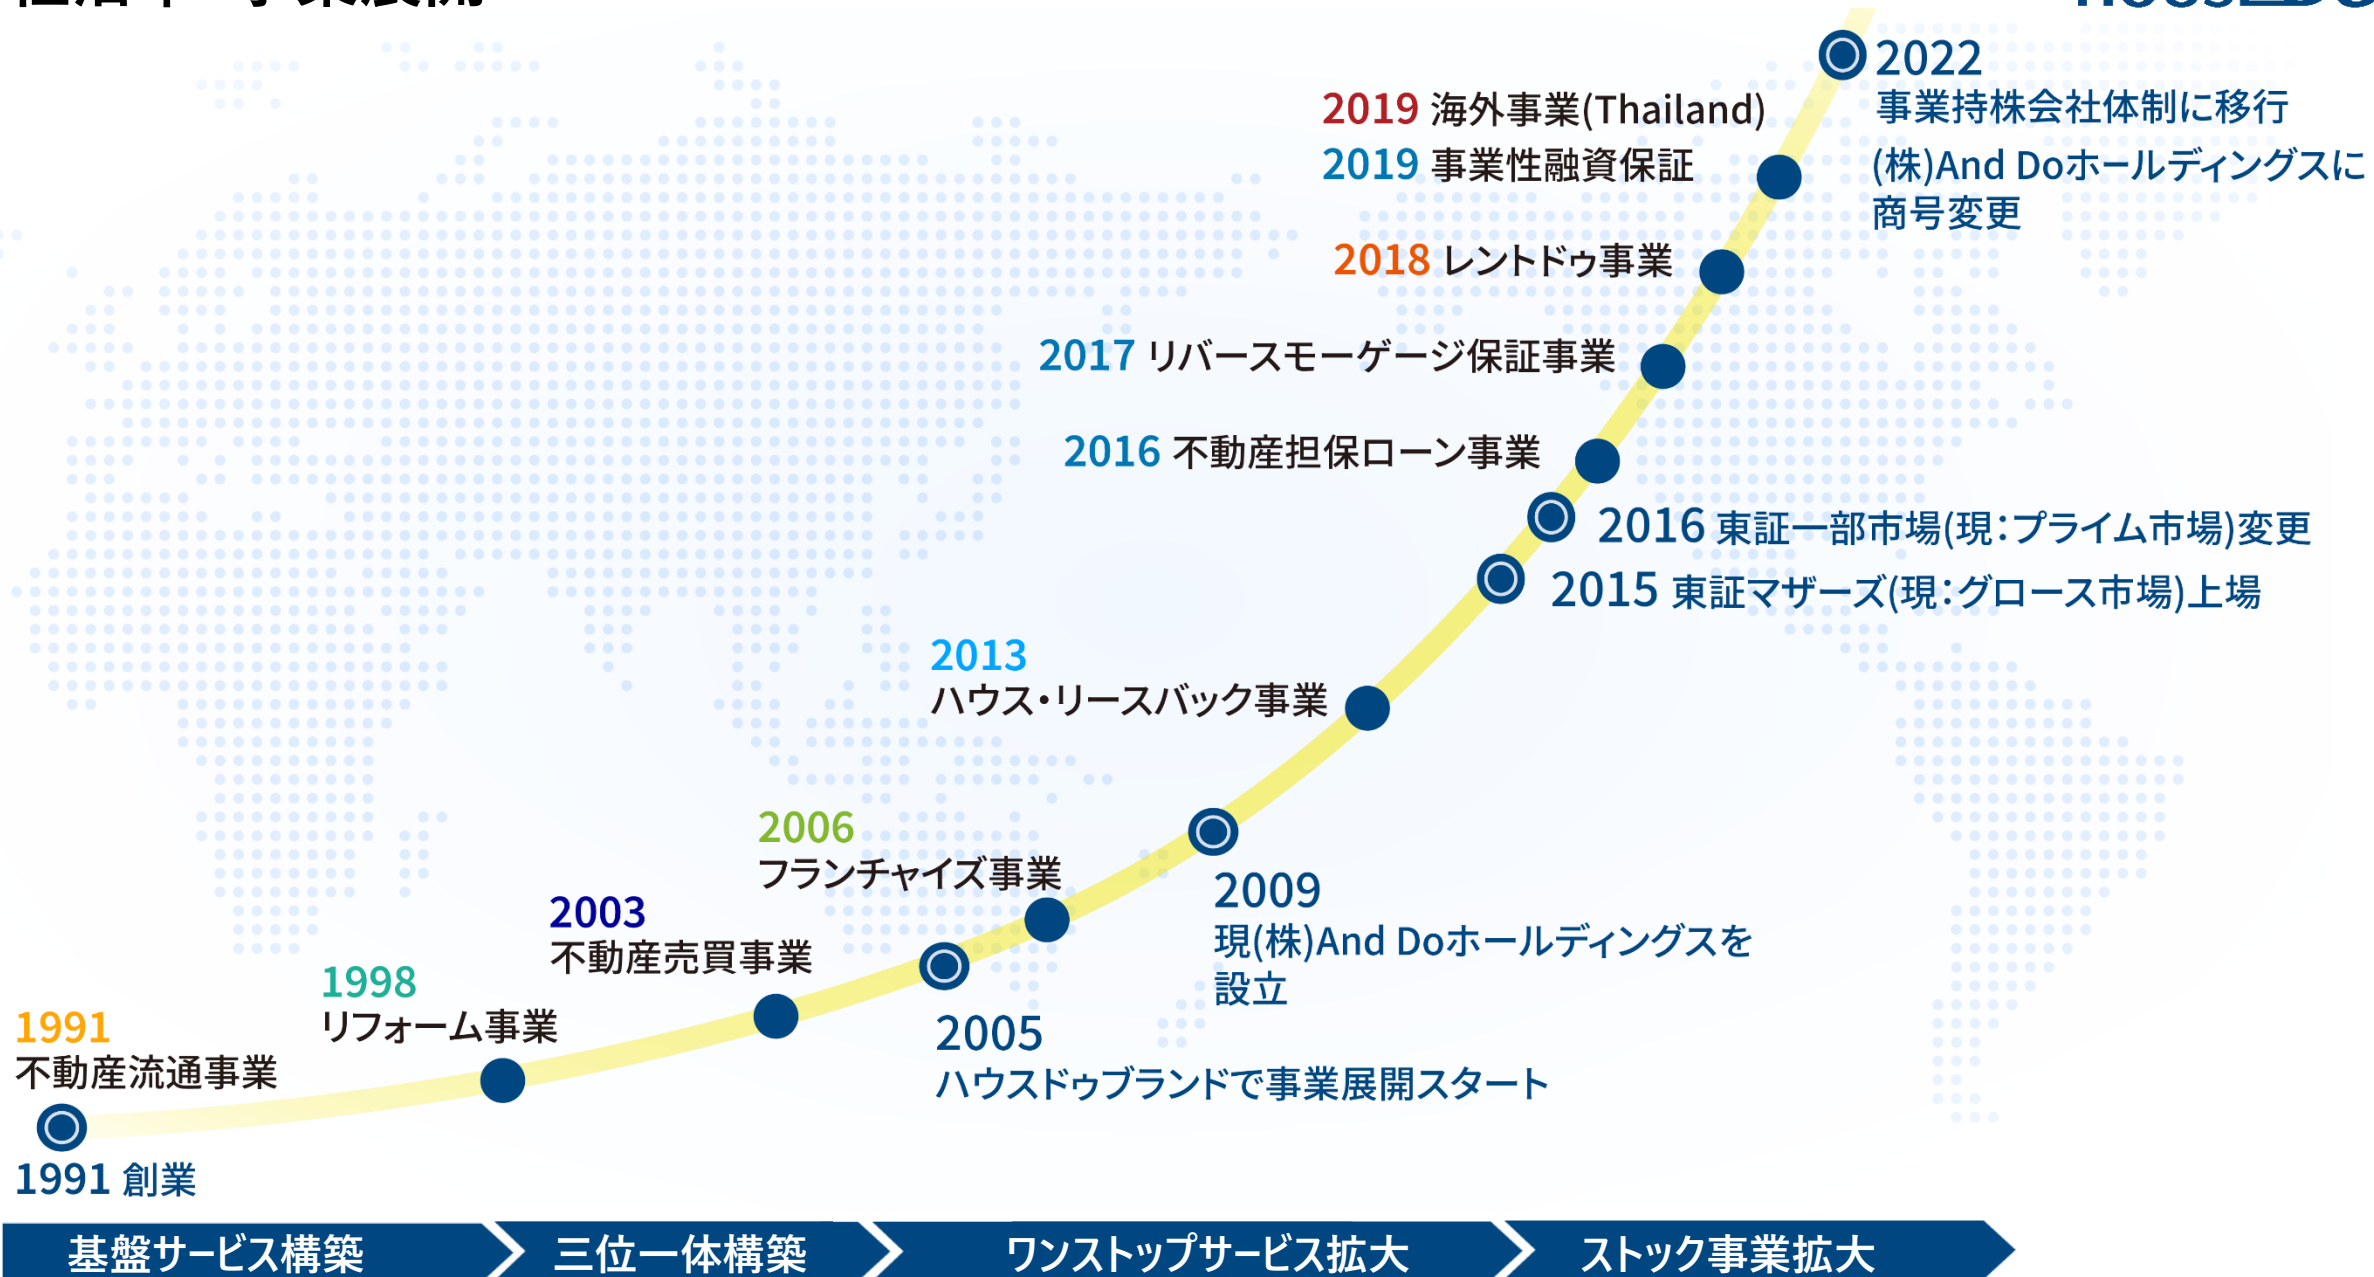 2022
事業持株会社体制に移行
(株)And Doホールディングスに
商号変更
2019 海外事業(Thailand)
2019 事業性融資保証
2018 レントドゥ事業
2017 リバースモーゲージ保証事業
2016 不動産担保ローン事業
2016 東証一部市場(現：プライム市場)変更
2015 東証マザーズ(現：グロース市場)上場
2013
ハウス・リースバック事業
2009
現(株)And Doホールディングスを
設立
2006
フランチャイズ事業
2005
ハウスドゥブランドで事業展開スタート
2003
不動産売買事業
1998
リフォーム事業
1991
不動産流通事業
1991 創業
基盤サービス構築
三位一体構築
ワンストップサービス拡大
ストック事業拡大